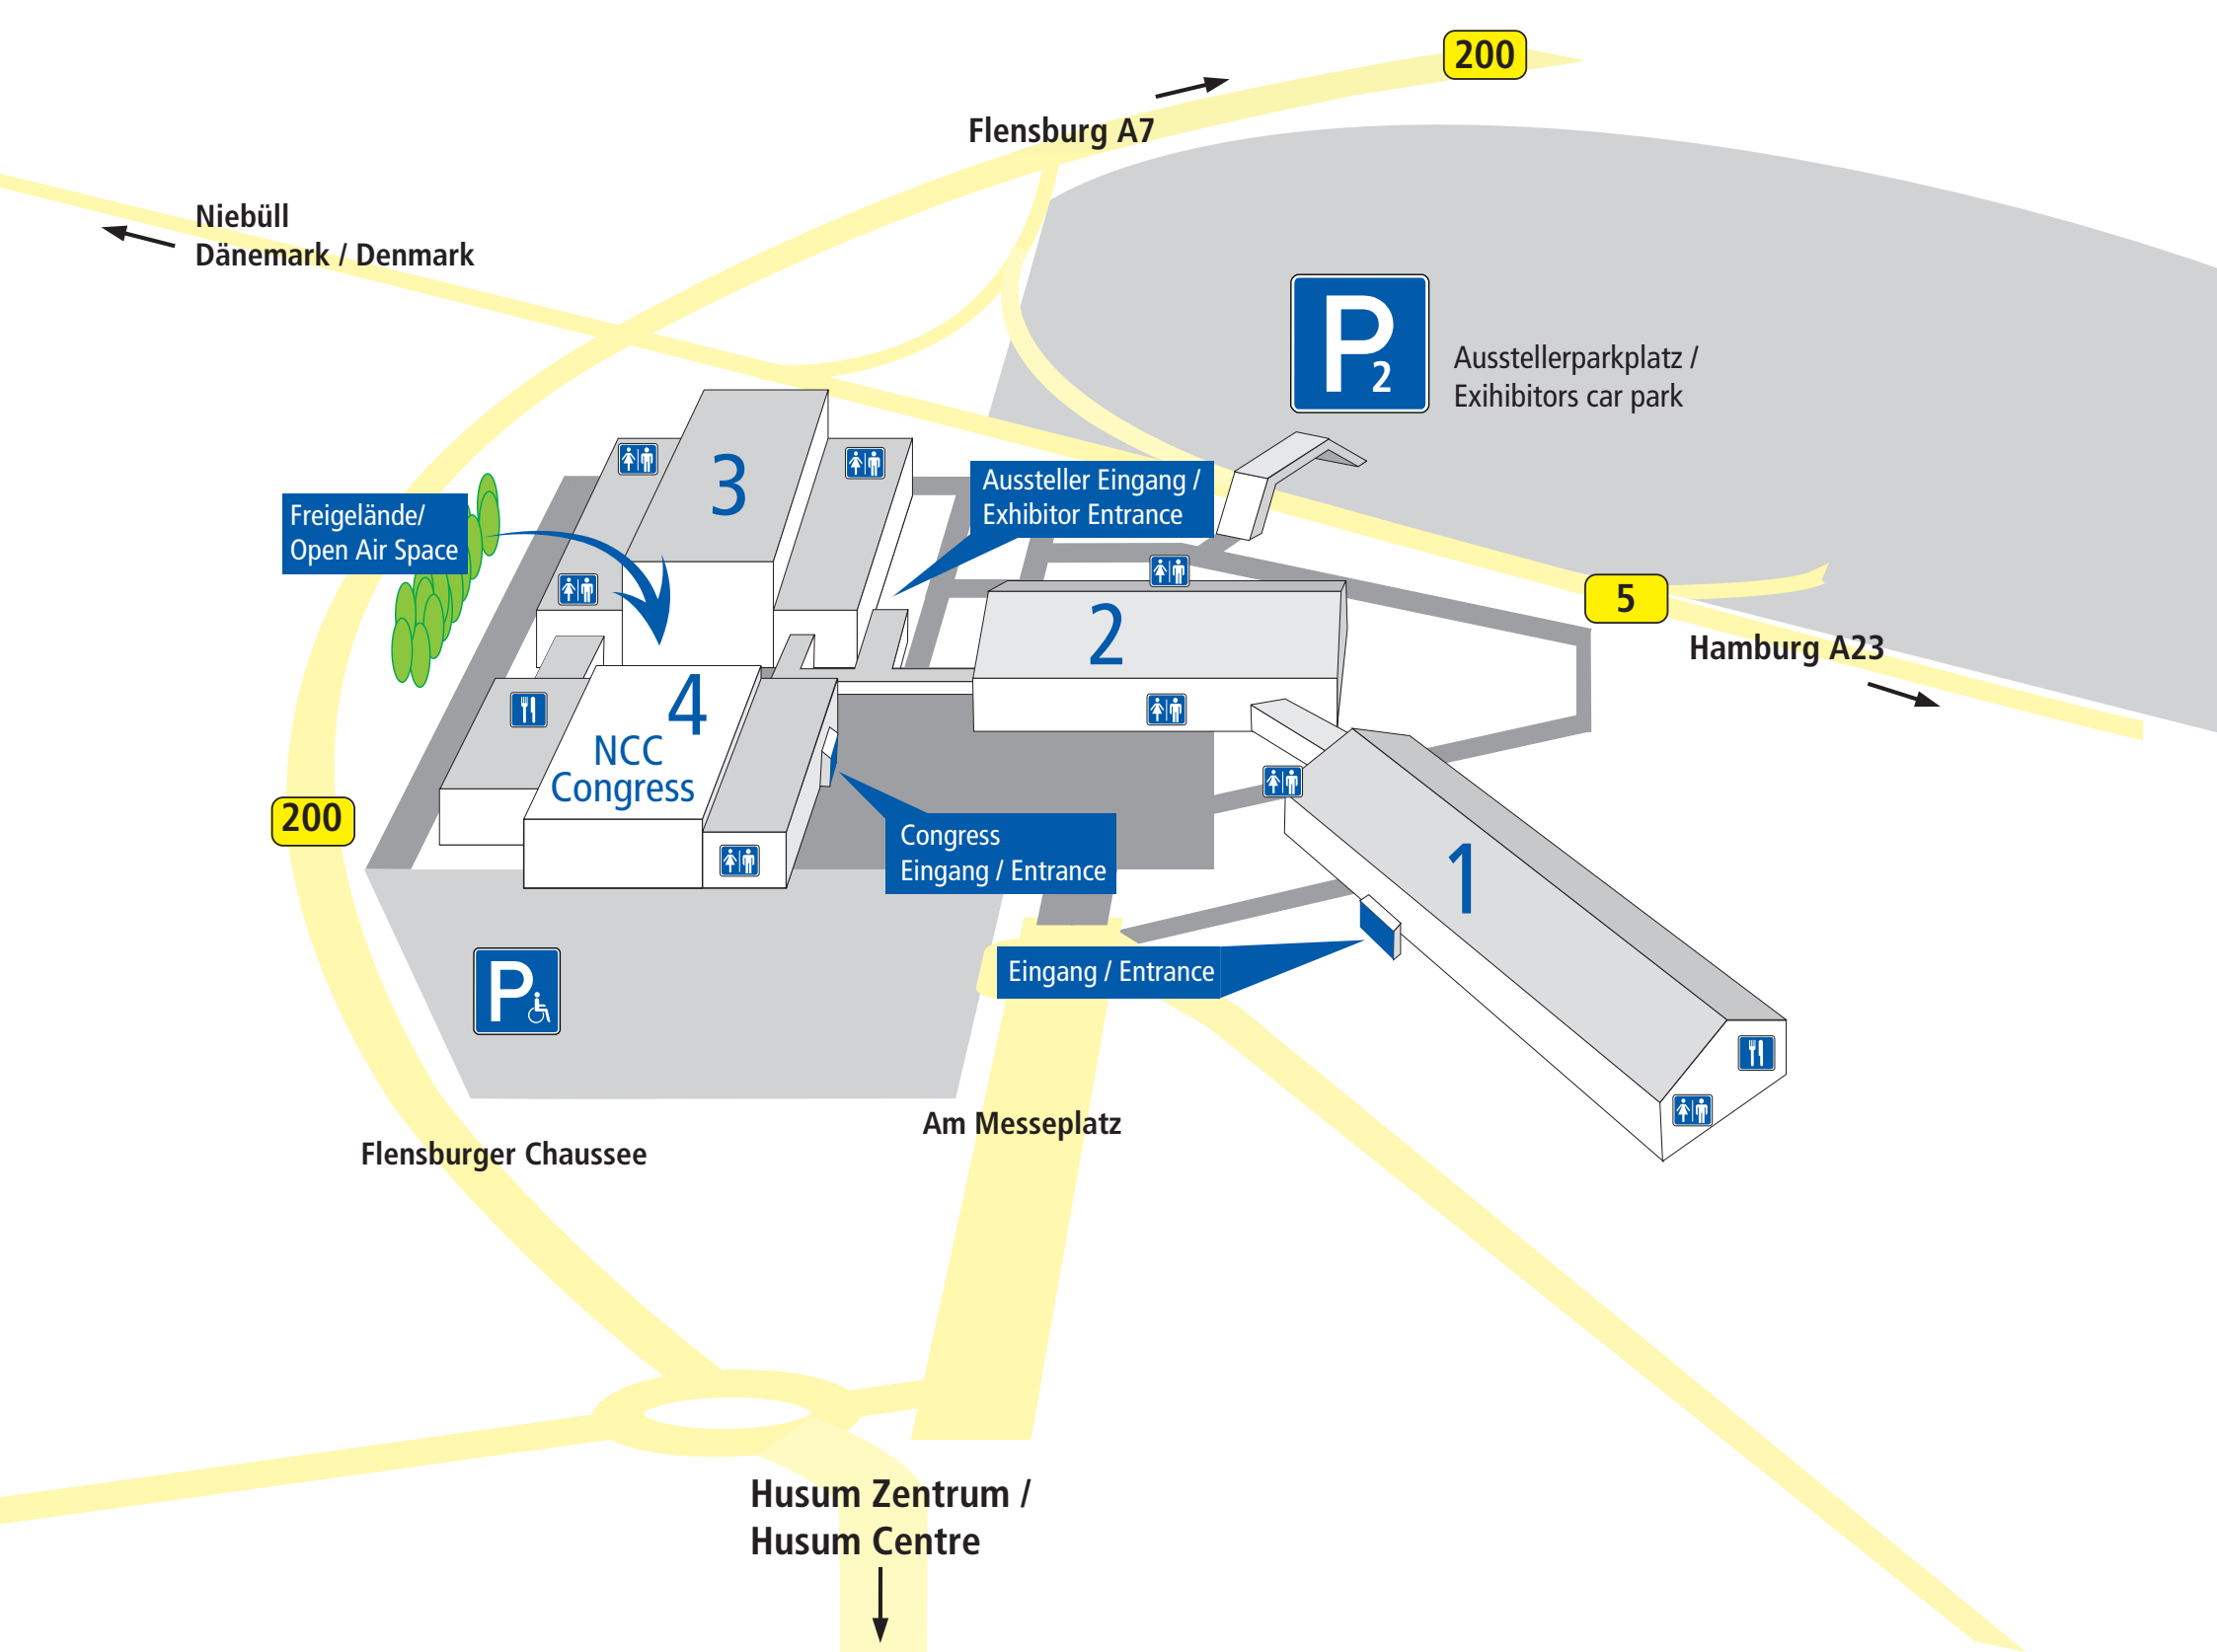 200
Flensburg A7
Niebüll
Dänemark / Denmark
P2
Ausstellerparkplatz /
Exihibitors car park
3
Aussteller Eingang /
Exhibitor Entrance
Freigelände/
Open Air Space
2
5
Hamburg A23
4
NCC
Congress
200
Congress
Eingang / Entrance
1
Eingang / Entrance
P
Am Messeplatz
Flensburger Chaussee
Husum Zentrum /
Husum Centre